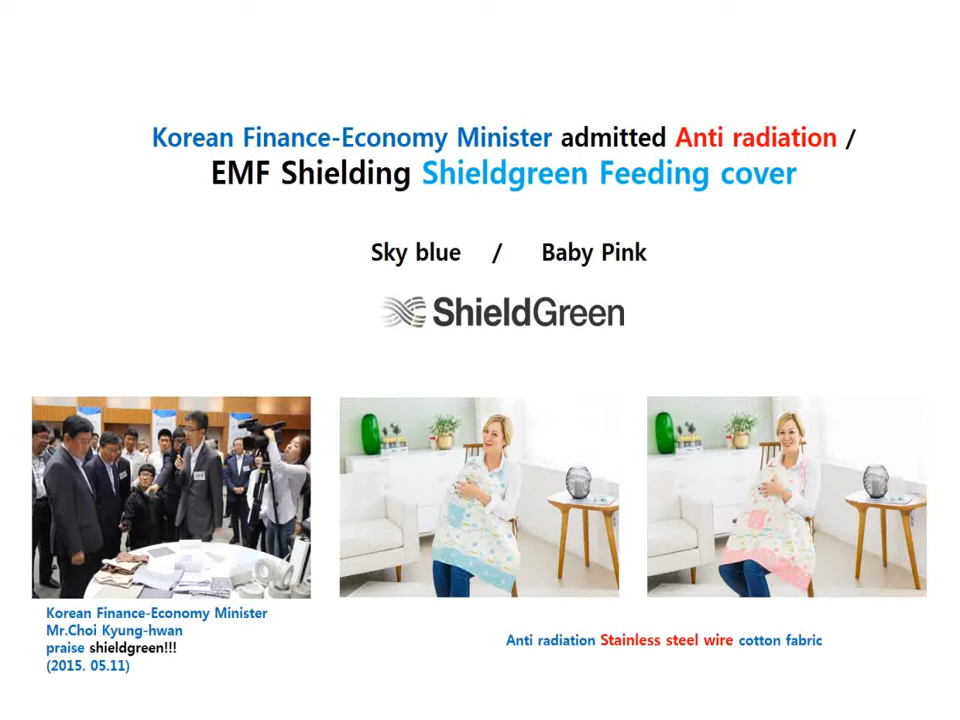 Korean Finance-Economy Minister admitted Anti radiation /
EMF Shielding Shieldgreen Feeding cover
Sky blue / Baby Pink
ShieldGreen
Korean Finance-Economy Minister
Mr.Choi Kyung-hwan
praise shieldgreen!!!
(2015. 05.11)
Anti radiation Stainless steel wire cotton fabric